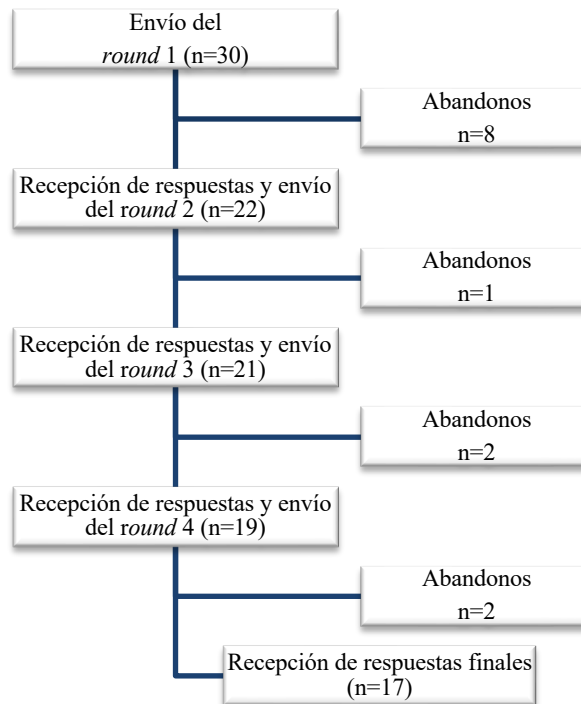 Envío del
round 1 (n=30)
Abandonos
n=8
Recepción de respuestas y envío
del round 2 (n=22)
Abandonos
n=1
Recepción de respuestas y envío
del round 3 (n=21)
Abandonos
n=2
Recepción de respuestas y envío
del round 4 (n=19)
Abandonos
n=2
Recepción de respuestas finales
(n=17)